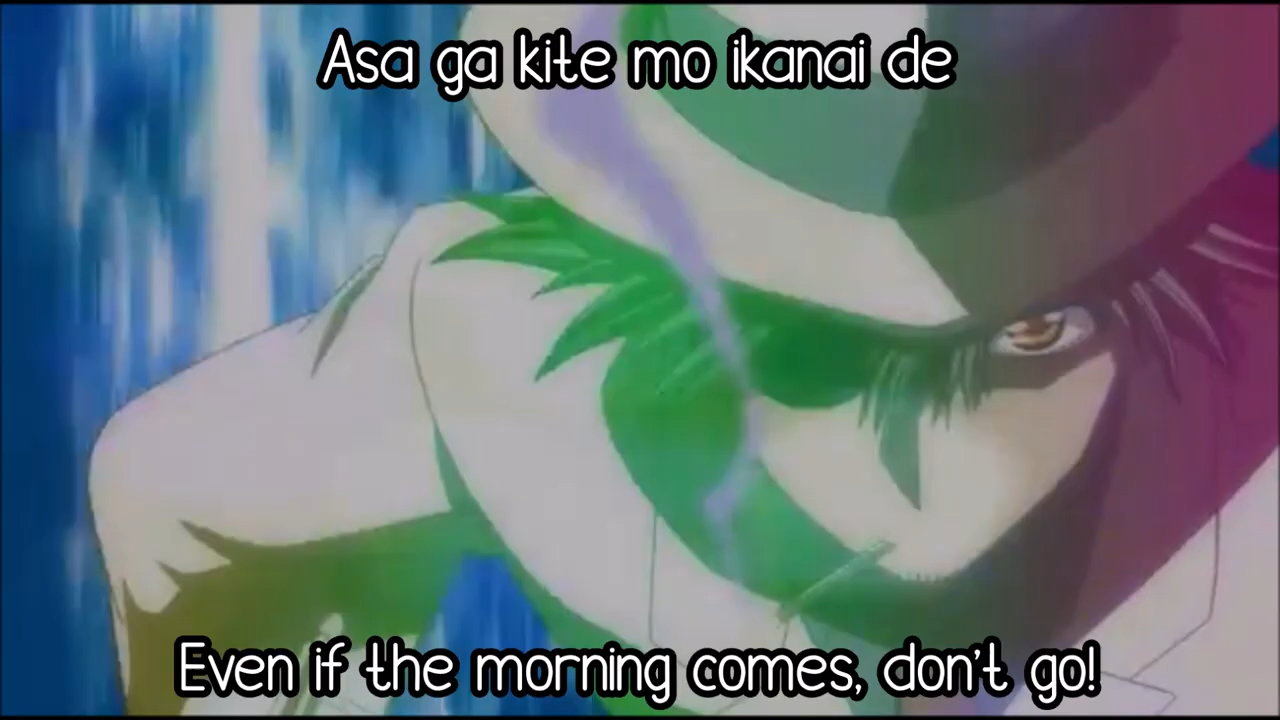 Asa ga kite mo ikanai de
Even if the morning comes, don't go!